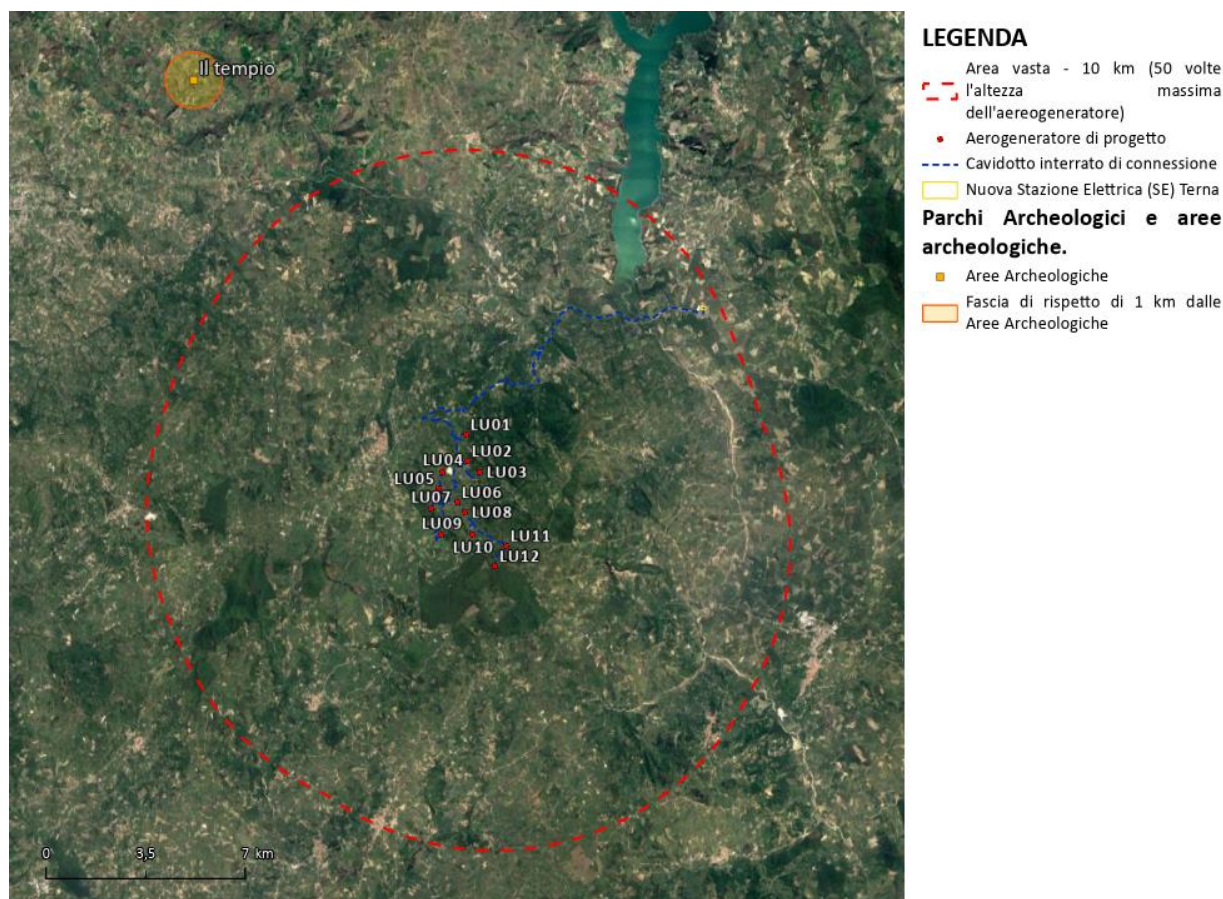 Il tempio
LU01
LU02
LU04
LU03
LU05
LU07
LU06
LU08
LU09
LU10
LU11
LU12
0
3,5
7 km
LEGENDA
Area vasta - 10 km (50 volte
l'altezza massima
dell'aereogeneratore)
Aerogeneratore di progetto
Cavidotto interrato di connessione
Nuova Stazione Elettrica (SE) Terna
Parchi Archeologici e aree
archeologiche.
Aree Archeologiche
Fascia di rispetto di 1 km dalle
Aree Archeologiche